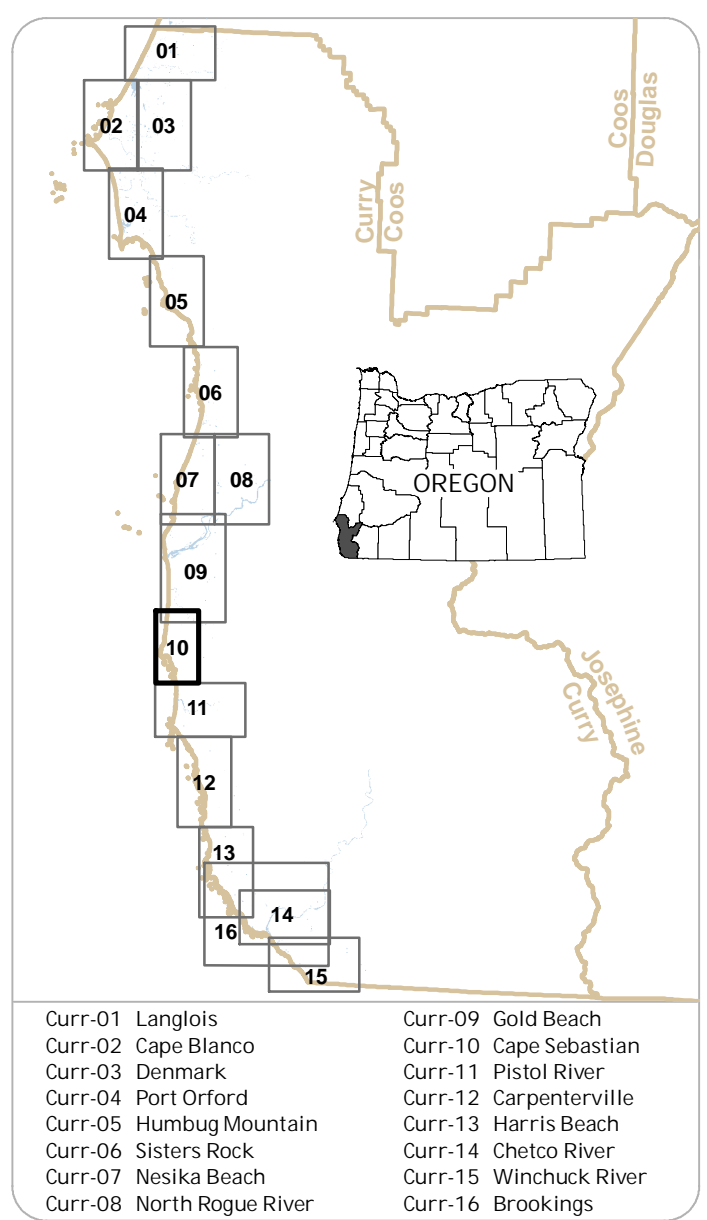 01
02 03
Coos
Douglas
04
Curry
Coos
05
06
07 08
OREGON
09
10
Josephine
Curry
11
12
13
14
16
15
Curr-01 Langlois
Curr-02 Cape Blanco
Curr-03 Denmark
Curr-04 Port Orford
Curr-05 Humbug Mountain
Curr-06 Sisters Rock
Curr-07 Nesika Beach
Curr-08 North Rogue River
Curr-09 Gold Beach
Curr-10 Cape Sebastian
Curr-11 Pistol River
Curr-12 Carpenterville
Curr-13 Harris Beach
Curr-14 Chetco River
Curr-15 Winchuck River
Curr-16 Brookings